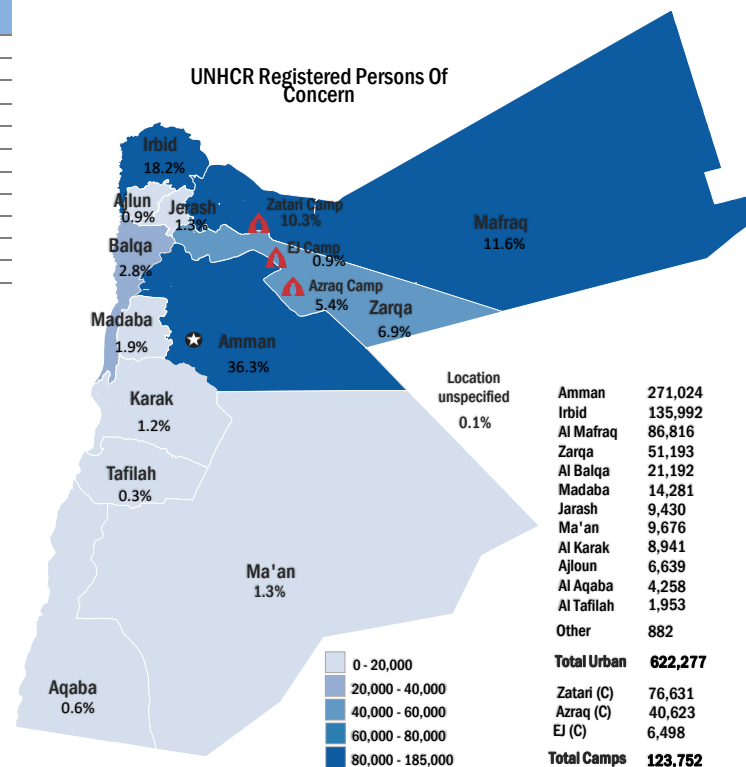 UNHCR Registered Persons Of
Concern
Irbid
18.2%
Ajlun
0.9%
Jerash
1.3%
Zatari Camp
10.3%
Mafraq
11.6%
Balqa
2.8%
EJ Camp
0.9%
Azraq Camp
5.4%
Zarqa
6.9%
Madaba
1.9%
Amman
36.3%
Karak
1.2%
Location
unspecified
0.1%
Tafilah
0.3%
Ma'an
1.3%
Aqaba
0.6%
0 - 20,000
20,000 - 40,000
40,000 - 60,000
60,000 - 80,000
80,000 - 185,000
Amman 271,024
Irbid 135,992
Al Mafraq 86,816
Zarqa 51,193
Al Balqa 21,192
Madaba 14,281
Jarash 9,430
Ma'an 9,676
Al Karak 8,941
Ajloun 6,639
Al Aqaba 4,258
Al Tafilah 1,953
Other 882
Total Urban 622,277
Zatari (C) 76,631
Azraq (C) 40,623
EJ (C) 6,498
Total Camps 123,752